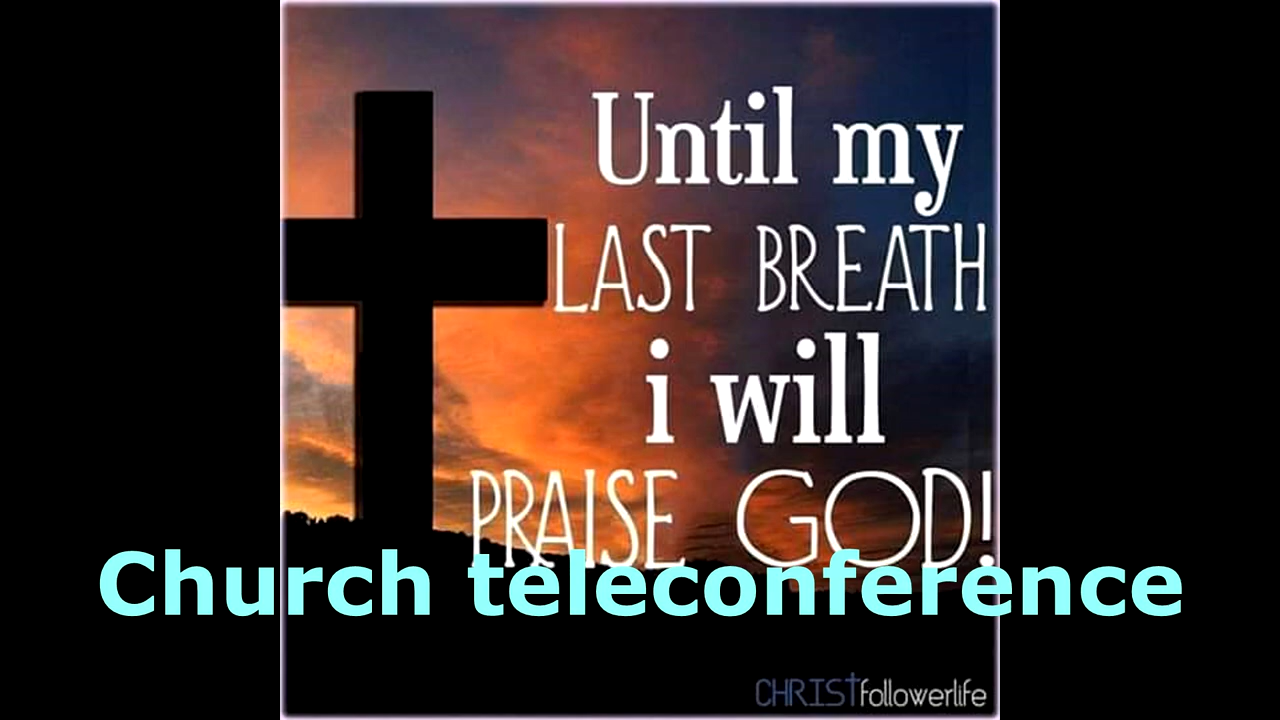 Until my
LAST BREATH
i will
PRAISE GOD!
Church teleconference
CHRISTfollowerlife